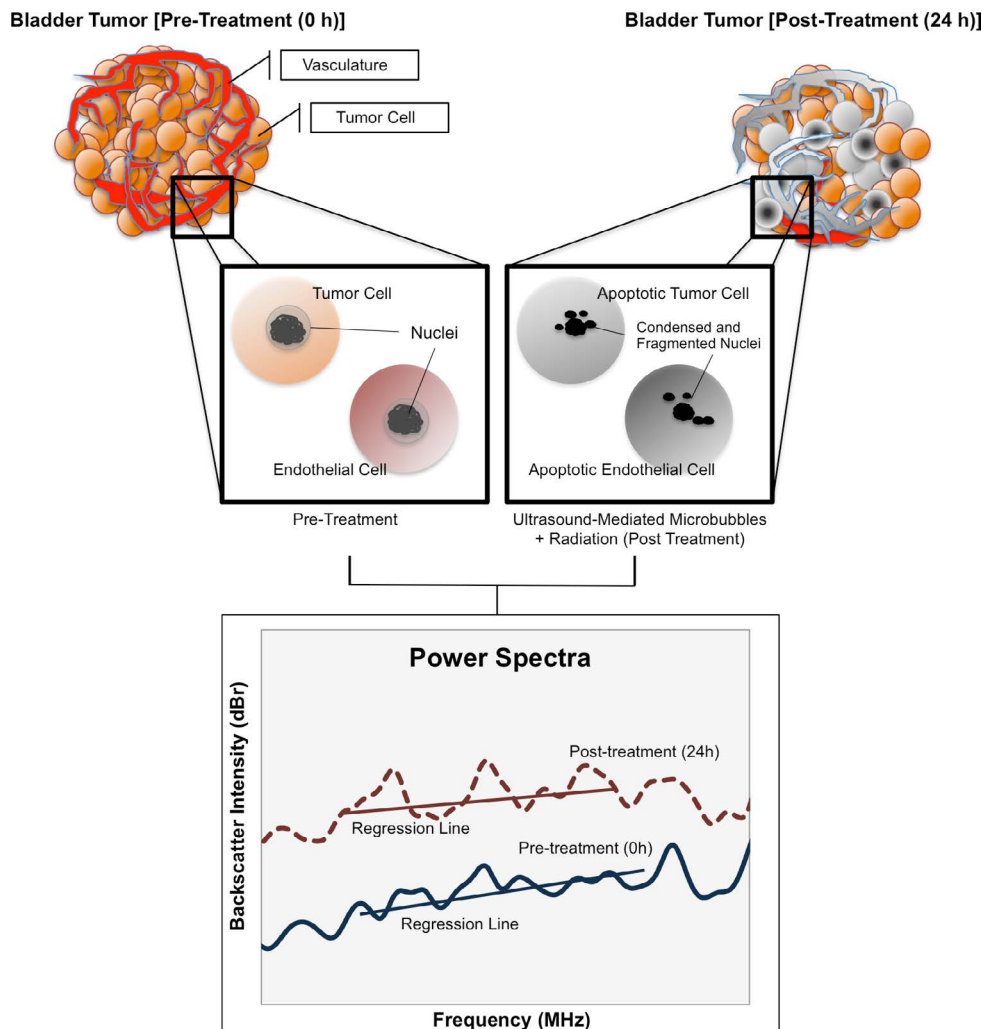 Bladder Tumor [Pre-Treatment (0 h)]
Bladder Tumor [Post-Treatment (24 h)]
Vasculature
Tumor Cell
Tumor Cell
Nuclei
Endothelial Cell
Apoptotic Tumor Cell
Condensed and
Fragmented Nuclei
Apoptotic Endothelial Cell
Pre-Treatment
Ultrasound-Mediated Microbubbles
+ Radiation (Post Treatment)
Power Spectra
Backscatter Intensity (dBr)
Post-treatment (24h)
Regression Line
Pre-treatment (0h)
Regression Line
Frequency (MHz)